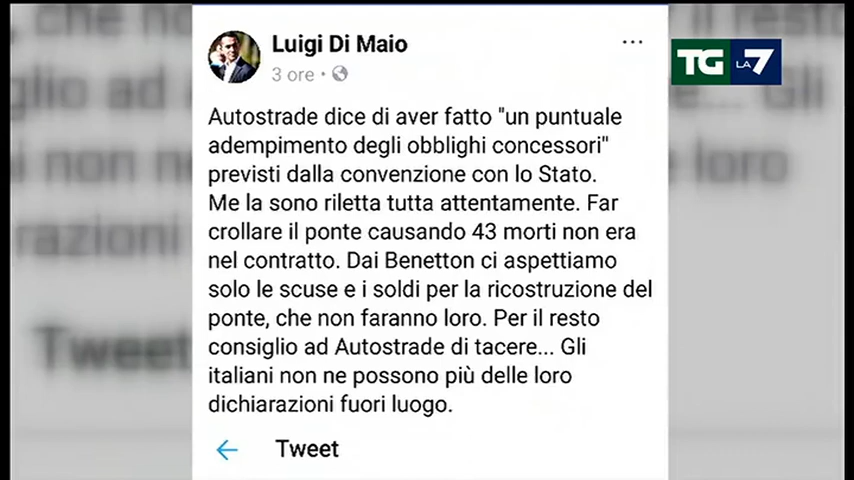 Luigi Di Maio
3 ore
TG LA 7
Autostrade dice di aver fatto "un puntuale
adempimento degli obblighi concessori"
previsti dalla convenzione con lo Stato.
Me la sono riletta tutta attentamente. Far
crollare il ponte causando 43 morti non era
nel contratto. Dai Benetton ci aspettiamo
solo le scuse e i soldi per la ricostruzione del
ponte, che non faranno loro. Per il resto
consiglio ad Autostrade di tacere... Gli
italiani non ne possono più delle loro
dichiarazioni fuori luogo.
Tweet